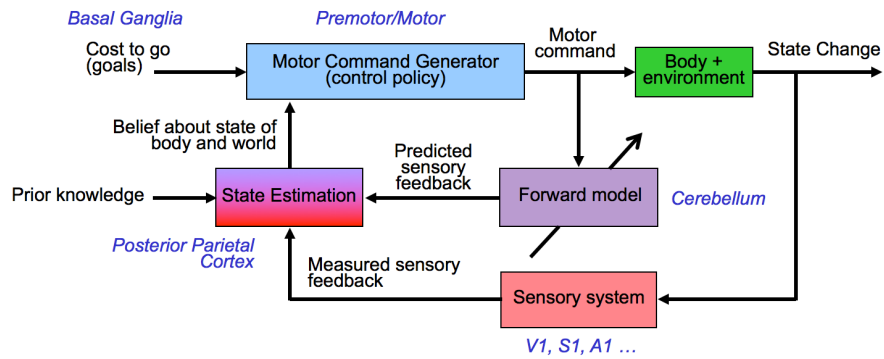 Basal Ganglia
Premotor/Motor
Cost to go
(goals)
Motor Command Generator
(control policy)
Motor
command
Body +
environment
State Change
Belief about state of
body and world
Predicted
sensory
feedback
Prior knowledge
State Estimation
Forward model
Cerebellum
Posterior Parietal
Cortex
Measured sensory
feedback
Sensory system
V1, S1, A1 ...